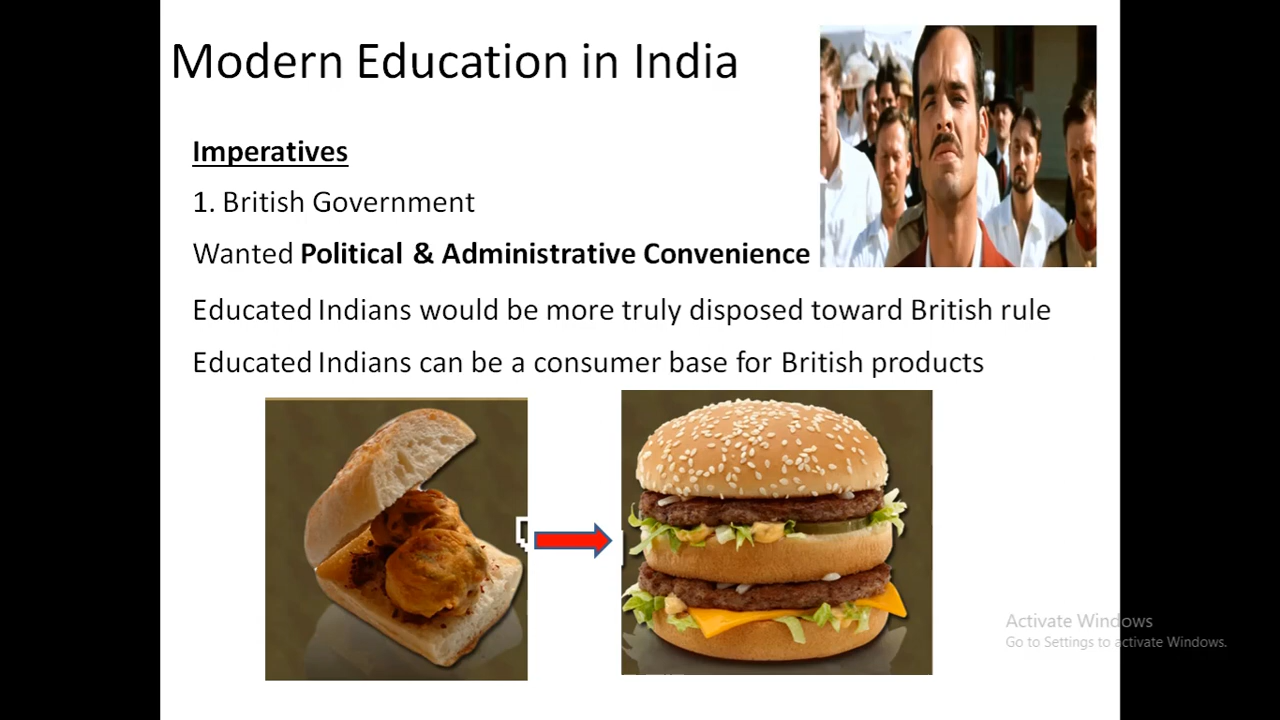 Modern Education in India
Imperatives
1. British Government
Wanted Political & Administrative Convenience
Educated Indians would be more truly disposed toward British rule
Educated Indians can be a consumer base for British products
Activate Windows
Go to Settings to activate Windows.